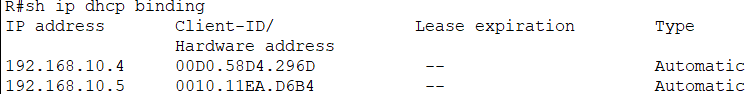 R#sh ip dhcp binding
IP address Client-ID/ Lease expiration Type
Hardware address
192.168.10.4 00D0.58D4.296D -- Automatic
192.168.10.5 0010.11EA.D6B4 -- Automatic